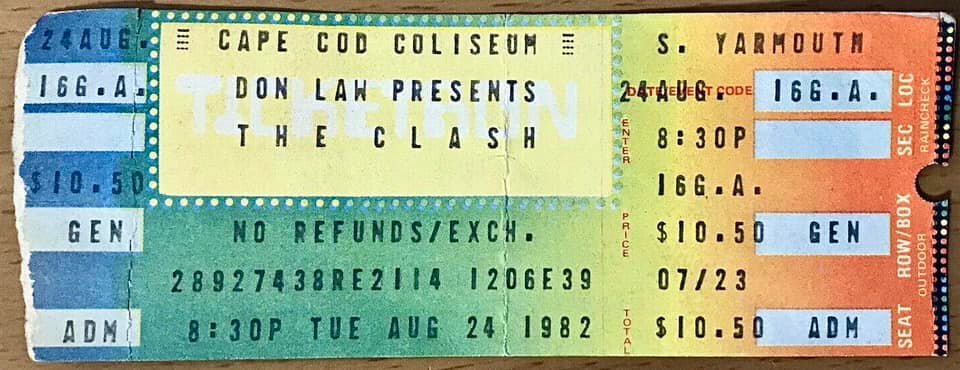 24AUG.
16G.A.
$10.50
GEN
ADM
CAPE COD COLISEUM
DON LAW PRESENTS
TICKETRON
THE CLASH
NO REFUNDS/EXCH.
28927438RE2114 1206E39
8:30P TUE AUG 24 1982
S. YARMOUTH
24AUG. DATE EVENT CODE 16G.A.
ENTER 8:30P
16G.A.
PRICE $10.50 GEN
07/23
TOTAL $10.50 ADM
SEC LOC
RAINCHECK
ROW/BOX
OUTDOOR
SEAT